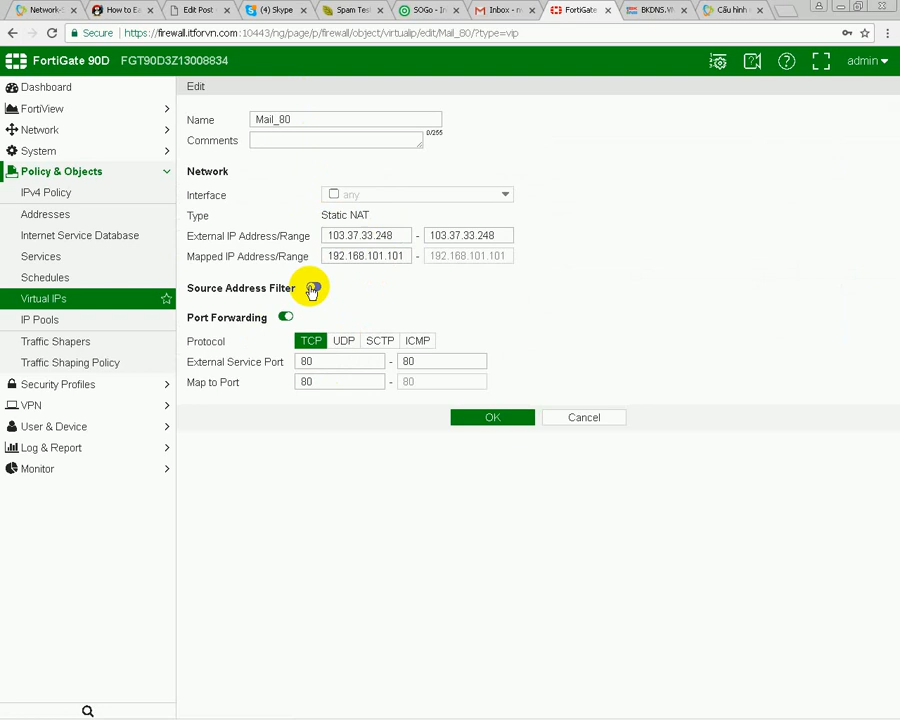 Network-S
How to Ea
Edit Post
(4) Skype
Spam Test
SOGo - In
Inbox - n
FortiGate
BKDNS.VN
Cấu hình
Secure
https://firewall.itforvn.com:10443/ng/page/p/firewall/object/virtualip/edit/Mail_80/?type=vip
FortiGate 90D FGT90D3Z13008834
admin
Dashboard
FortiView
Network
System
Policy & Objects
IPv4 Policy
Addresses
Internet Service Database
Services
Schedules
Virtual IPs
IP Pools
Traffic Shapers
Traffic Shaping Policy
Security Profiles
VPN
User & Device
Log & Report
Monitor
Edit
Name Mail_80
Comments 0/255
Network
Interface any
Type Static NAT
External IP Address/Range 103.37.33.248 - 103.37.33.248
Mapped IP Address/Range 192.168.101.101 - 192.168.101.101
Source Address Filter
Port Forwarding
Protocol TCP UDP SCTP ICMP
External Service Port 80 - 80
Map to Port 80 - 80
OK Cancel